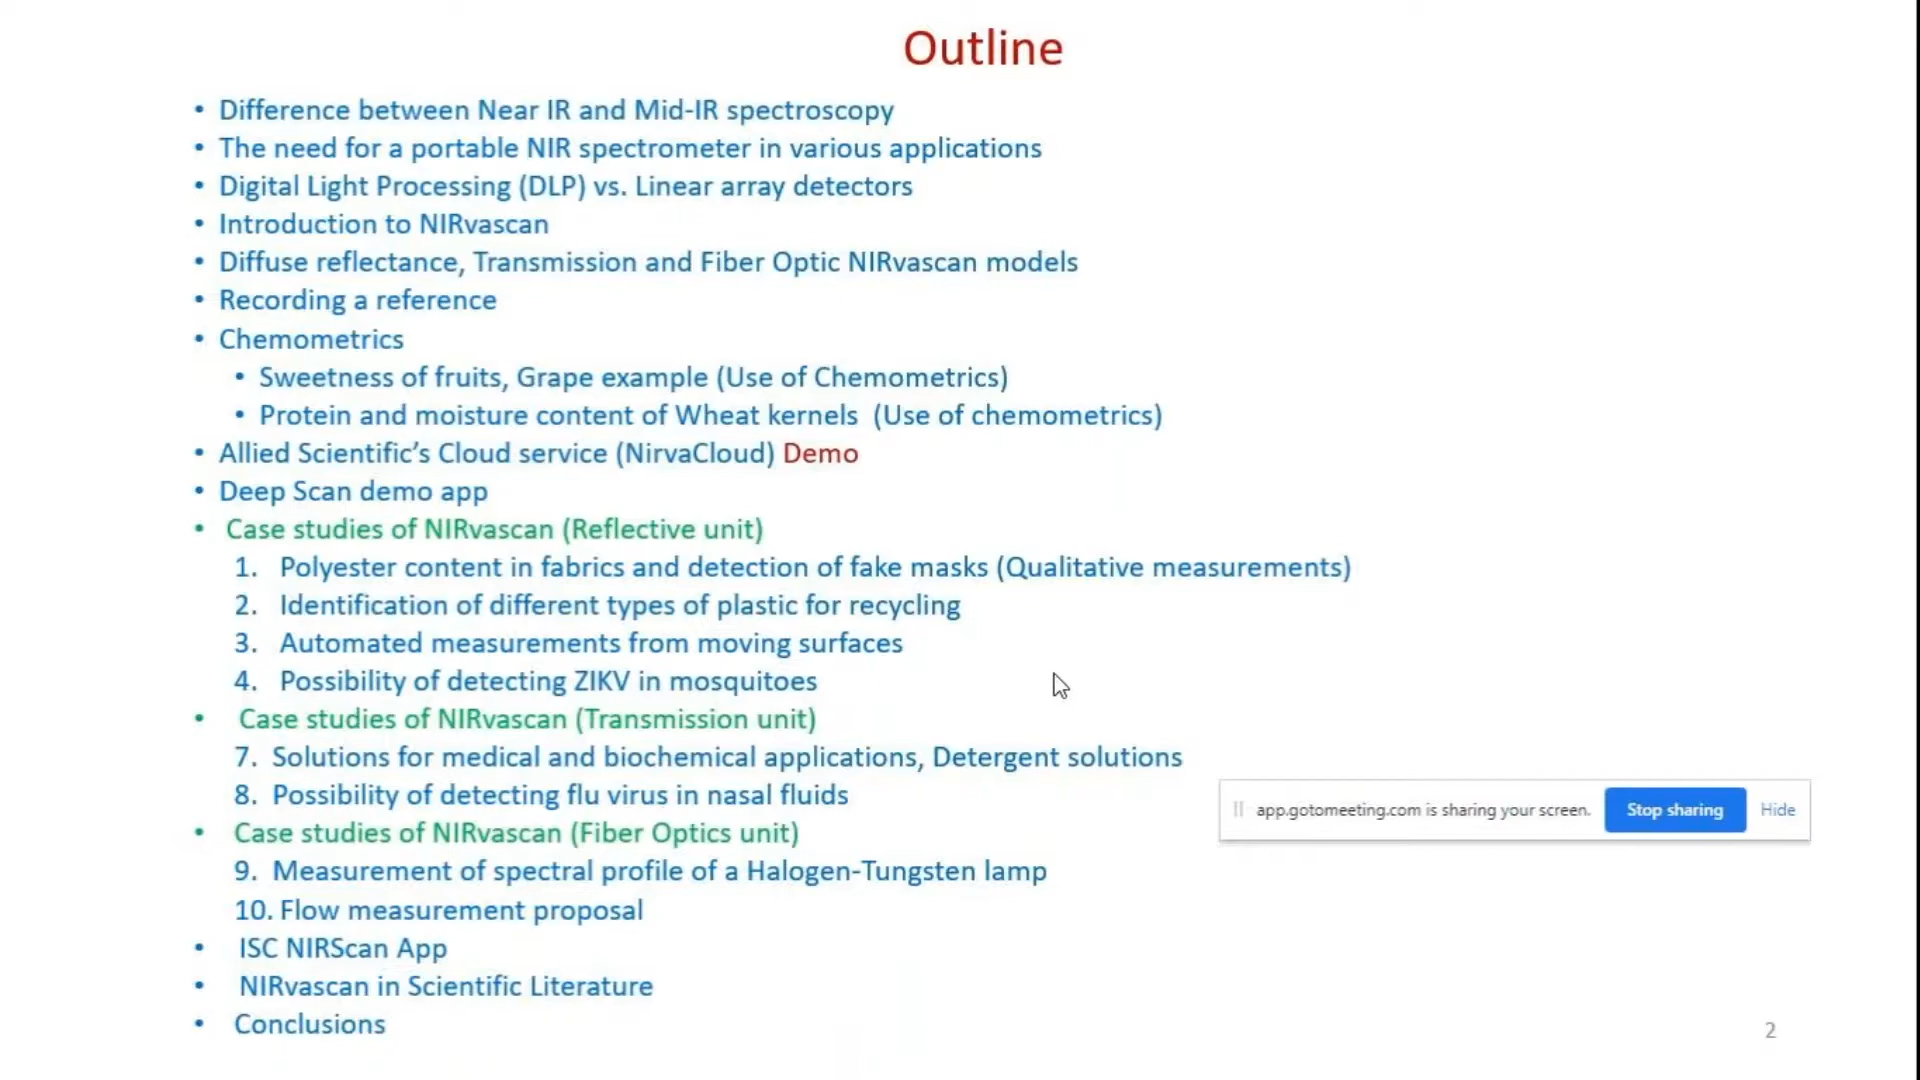 Outline
• Difference between Near IR and Mid-IR spectroscopy
• The need for a portable NIR spectrometer in various applications
• Digital Light Processing (DLP) vs. Linear array detectors
• Introduction to NIRvascan
• Diffuse reflectance, Transmission and Fiber Optic NIRvascan models
• Recording a reference
• Chemometrics
• Sweetness of fruits, Grape example (Use of Chemometrics)
• Protein and moisture content of Wheat kernels (Use of chemometrics)
• Allied Scientific’s Cloud service (NirvaCloud) Demo
• Deep Scan demo app
• Case studies of NIRvascan (Reflective unit)
1. Polyester content in fabrics and detection of fake masks (Qualitative measurements)
2. Identification of different types of plastic for recycling
3. Automated measurements from moving surfaces
4. Possibility of detecting ZIKV in mosquitoes
• Case studies of NIRvascan (Transmission unit)
7. Solutions for medical and biochemical applications, Detergent solutions
8. Possibility of detecting flu virus in nasal fluids
app.gotomeeting.com is sharing your screen. Stop sharing Hide
• Case studies of NIRvascan (Fiber Optics unit)
9. Measurement of spectral profile of a Halogen-Tungsten lamp
10. Flow measurement proposal
• ISC NIRScan App
• NIRvascan in Scientific Literature
• Conclusions
2